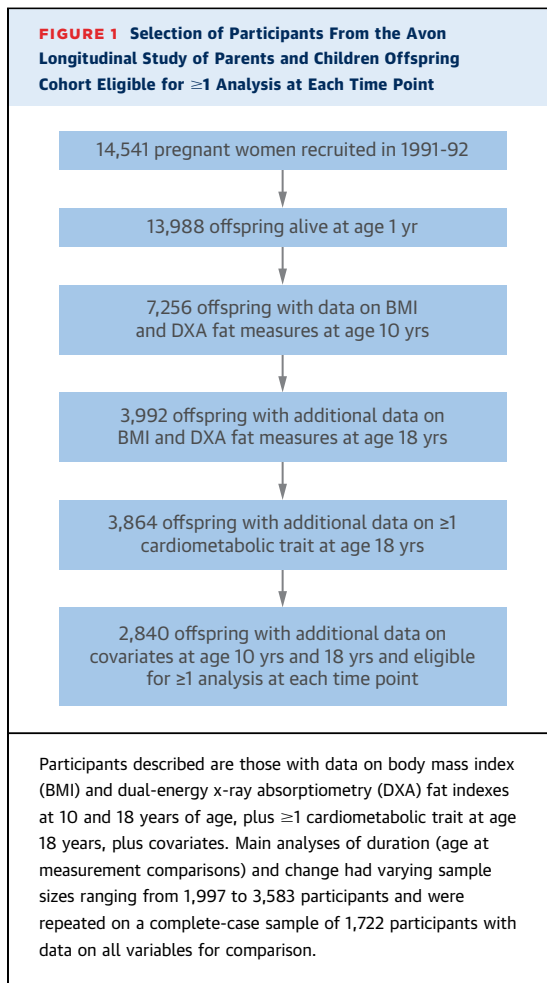 FIGURE 1 Selection of Participants From the Avon
Longitudinal Study of Parents and Children Offspring
Cohort Eligible for ≥1 Analysis at Each Time Point
14,541 pregnant women recruited in 1991-92
13,988 offspring alive at age 1 yr
7,256 offspring with data on BMI
and DXA fat measures at age 10 yrs
3,992 offspring with additional data on
BMI and DXA fat measures at age 18 yrs
3,864 offspring with additional data on ≥1
cardiometabolic trait at age 18 yrs
2,840 offspring with additional data on
covariates at age 10 yrs and 18 yrs and eligible
for ≥1 analysis at each time point
Participants described are those with data on body mass index
(BMI) and dual-energy x-ray absorptiometry (DXA) fat indexes
at 10 and 18 years of age, plus ≥1 cardiometabolic trait at age
18 years, plus covariates. Main analyses of duration (age at
measurement comparisons) and change had varying sample
sizes ranging from 1,997 to 3,583 participants and were
repeated on a complete-case sample of 1,722 participants with
data on all variables for comparison.